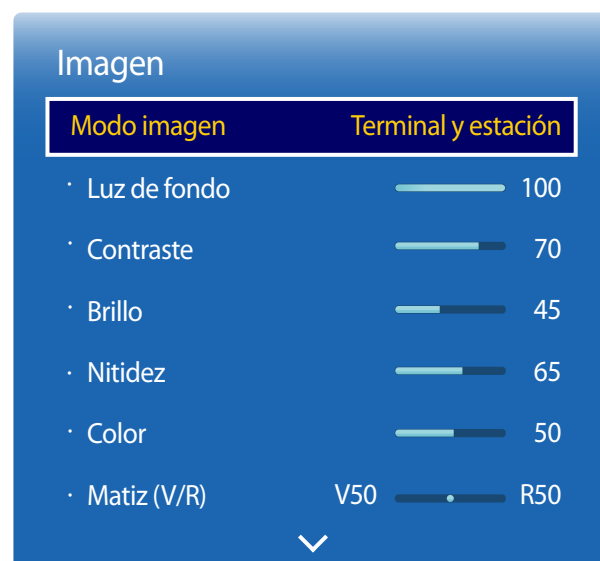 Imagen
Modo imagen Terminal y estación
· Luz de fondo 100
· Contraste 70
· Brillo 45
· Nitidez 65
· Color 50
· Matiz (V/R) V50 R50